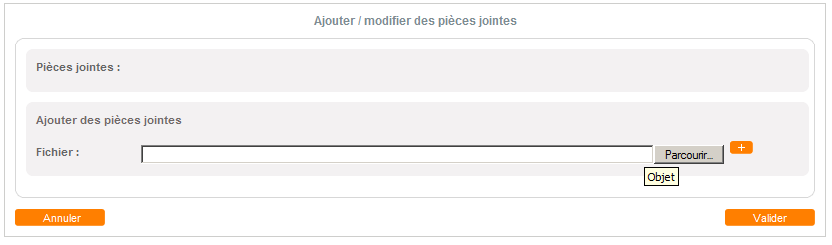 Ajouter / modifier des pièces jointes
Pièces jointes :
Ajouter des pièces jointes
Fichier : Parcourir... +
Objet
Annuler Valider